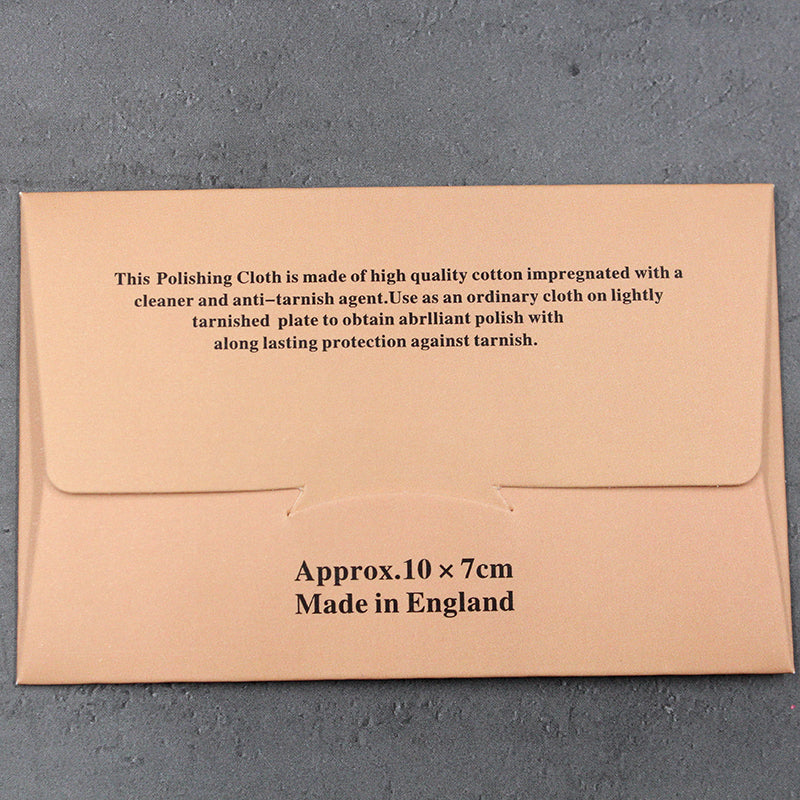 This Polishing Cloth is made of high quality cotton impregnated with a
cleaner and anti-tarnish agent.Use as an ordinary cloth on lightly
tarnished plate to obtain abrlliant polish with
along lasting protection against tarnish.
Approx.10 × 7cm
Made in England